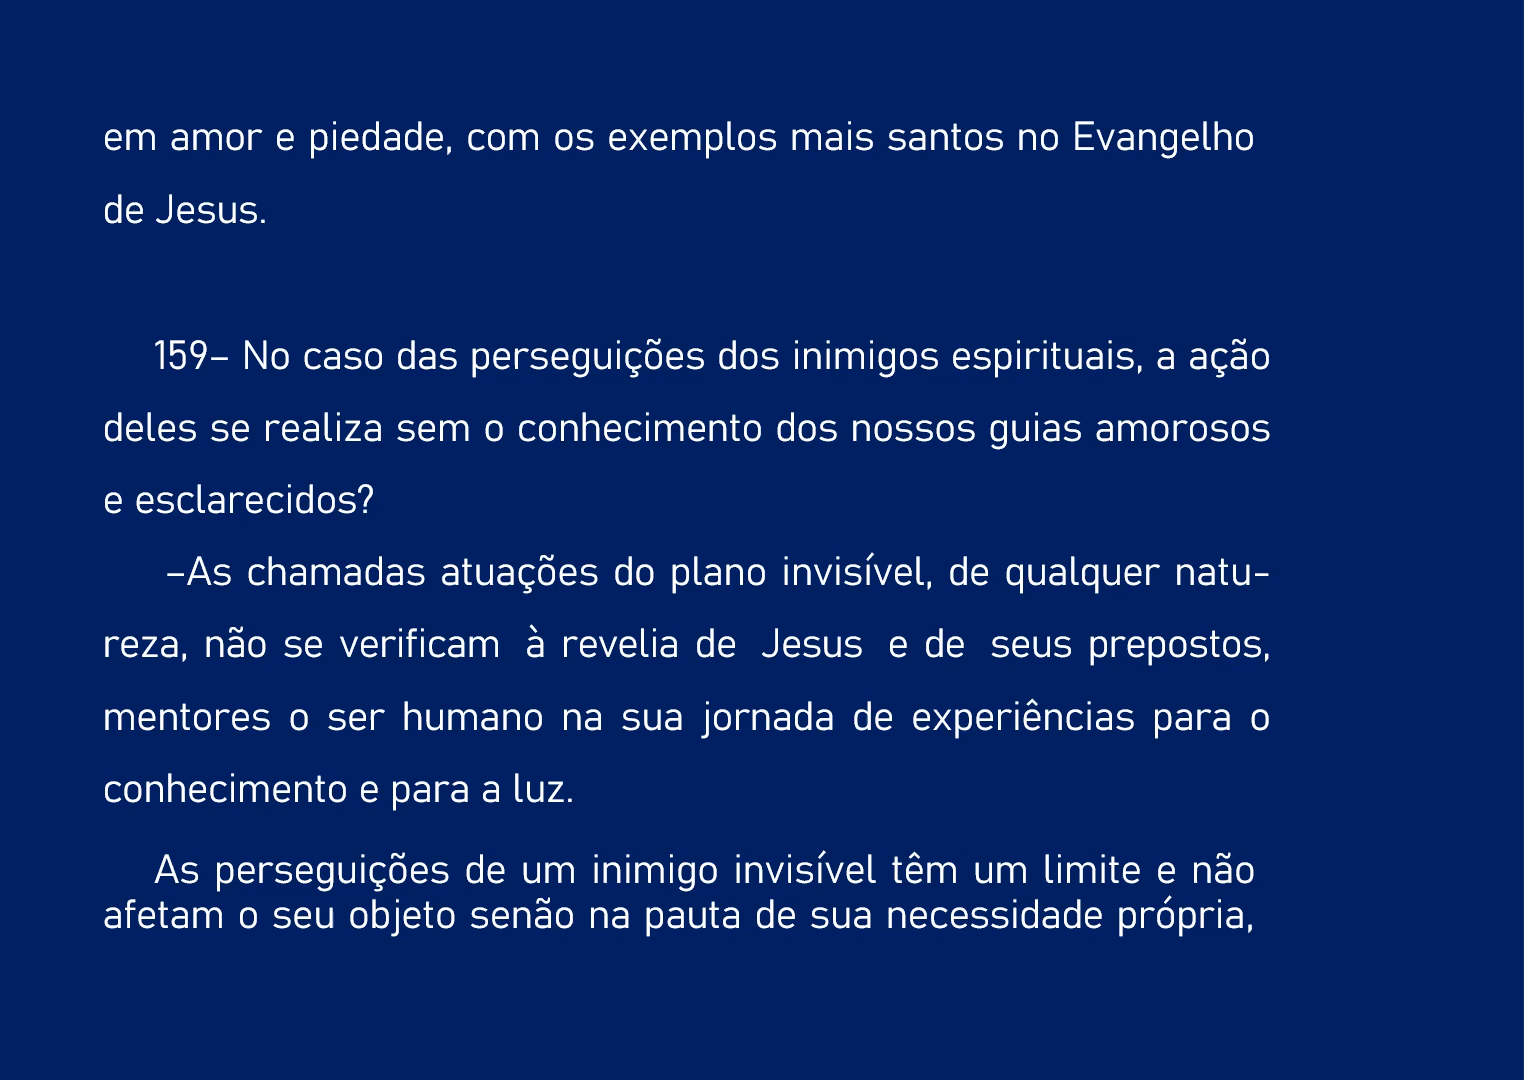 em amor e piedade, com os exemplos mais santos no Evangelho
de Jesus.
159– No caso das perseguições dos inimigos espirituais, a ação
deles se realiza sem o conhecimento dos nossos guias amorosos
e esclarecidos?
–As chamadas atuações do plano invisível, de qualquer natu-
reza, não se verificam à revelia de Jesus e de seus prepostos,
mentores o ser humano na sua jornada de experiências para o
conhecimento e para a luz.
As perseguições de um inimigo invisível têm um limite e não
afetam o seu objeto senão na pauta de sua necessidade própria,